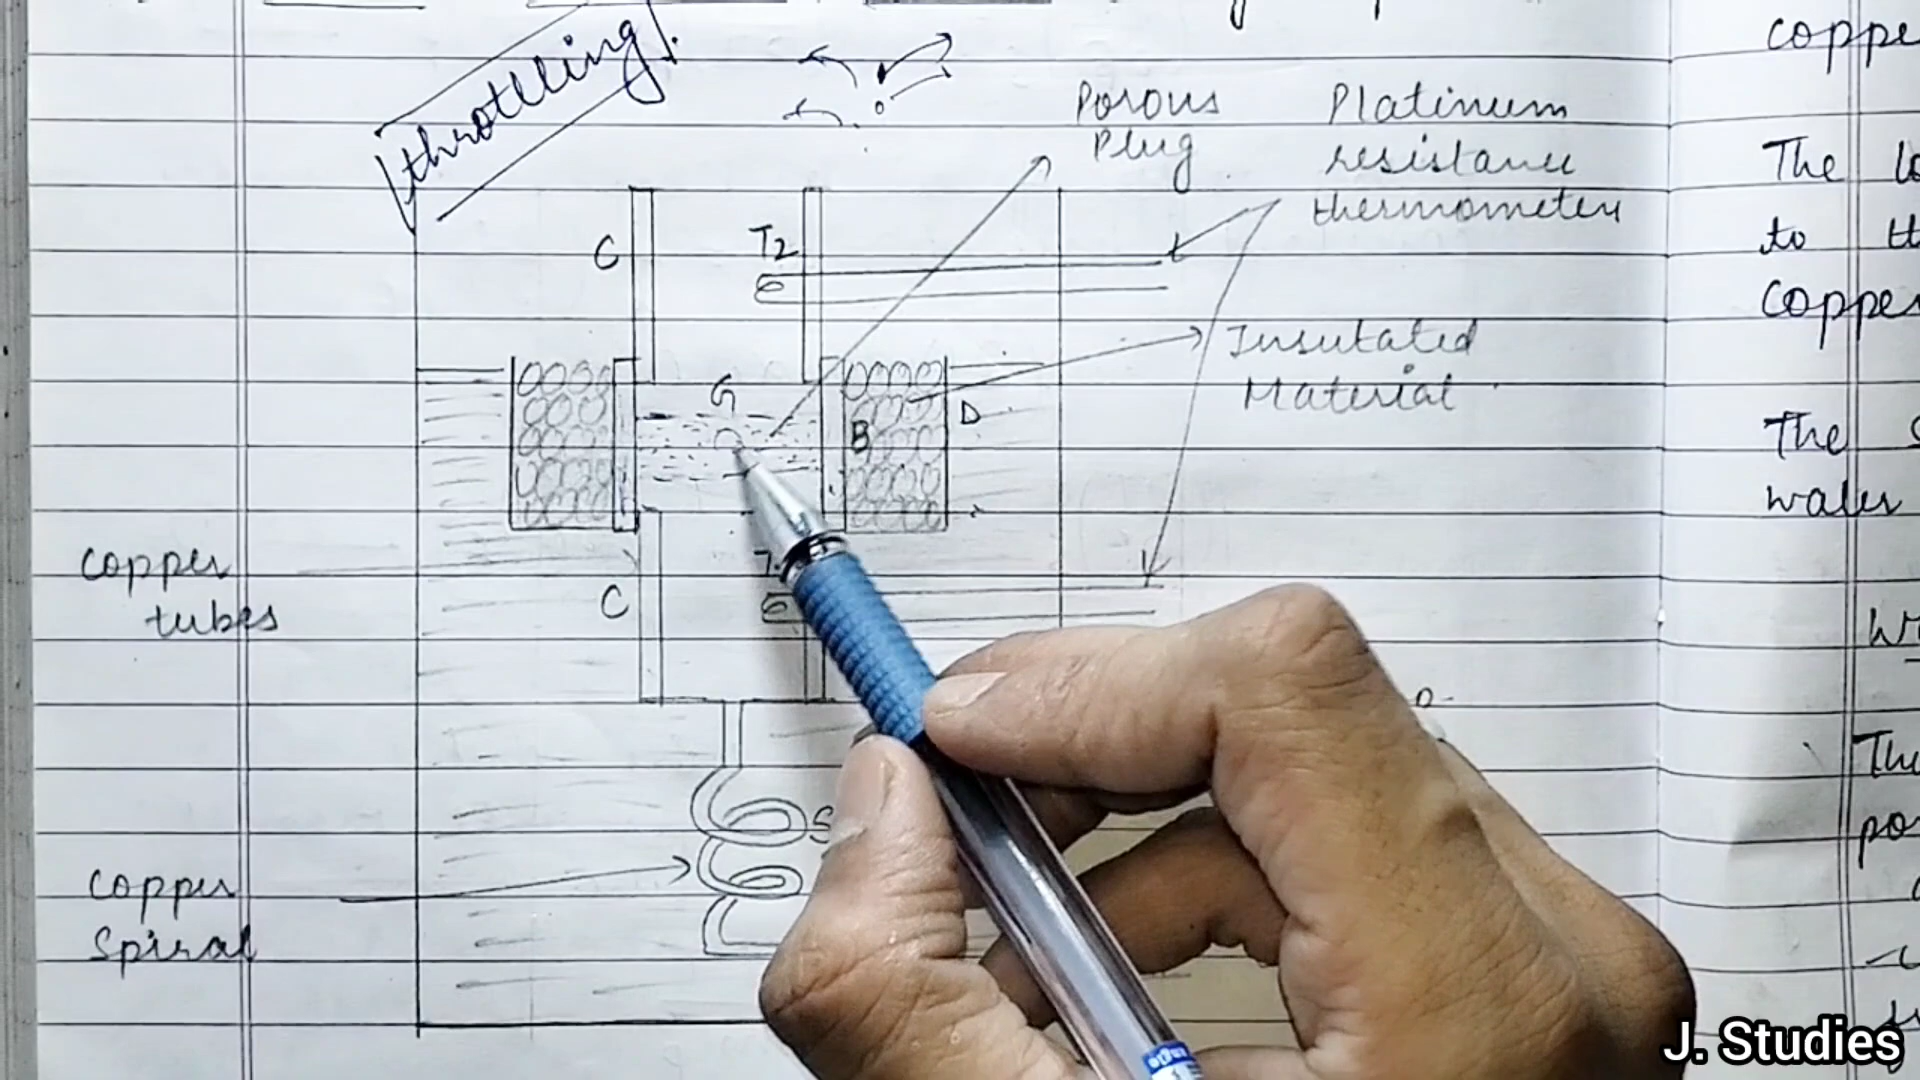 throttling
Porous
Plug
Platinum
resistance
thermometer
C
T2
Insulated
Material
G
B
D
copper
tubes
C
S
copper
spiral
coppe
The
to
copper
The
water
J. Studies